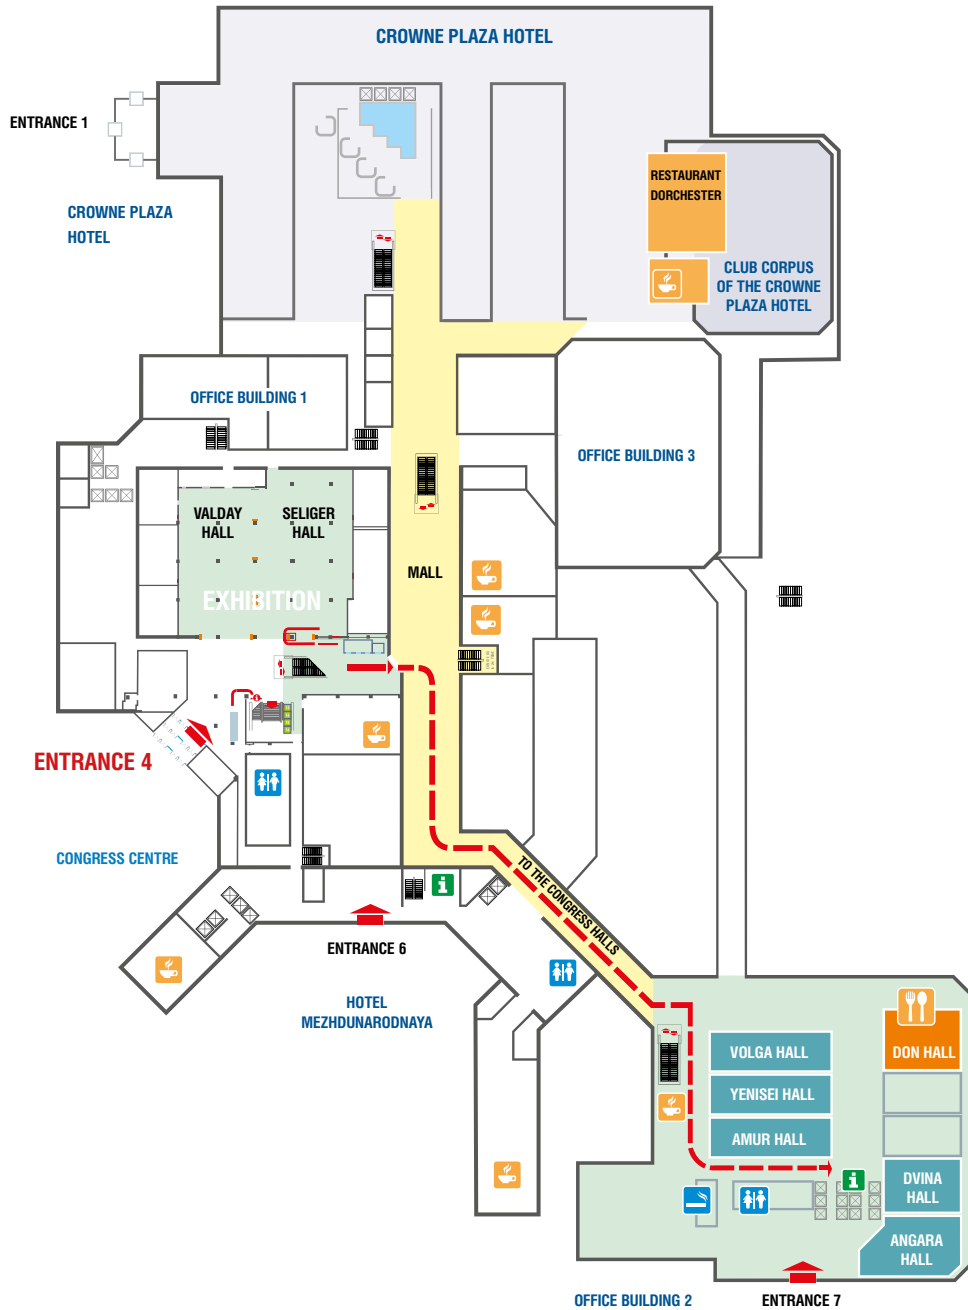 CROWNE PLAZA HOTEL
ENTRANCE 1
RESTAURANT
DORCHESTER
CROWNE PLAZA
HOTEL
CLUB CORPUS
OF THE CROWNE
PLAZA HOTEL
OFFICE BUILDING 1
OFFICE BUILDING 3
VALDAY
HALL
SELIGER
HALL
MALL
EXHIBITION
ENTRANCE 4
CONGRESS CENTRE
TO THE CONGRESS HALLS
ENTRANCE 6
HOTEL
MEZHDUNARODNAYA
VOLGA HALL
DON HALL
YENISEI HALL
AMUR HALL
DVINA
HALL
ANGARA
HALL
OFFICE BUILDING 2
ENTRANCE 7